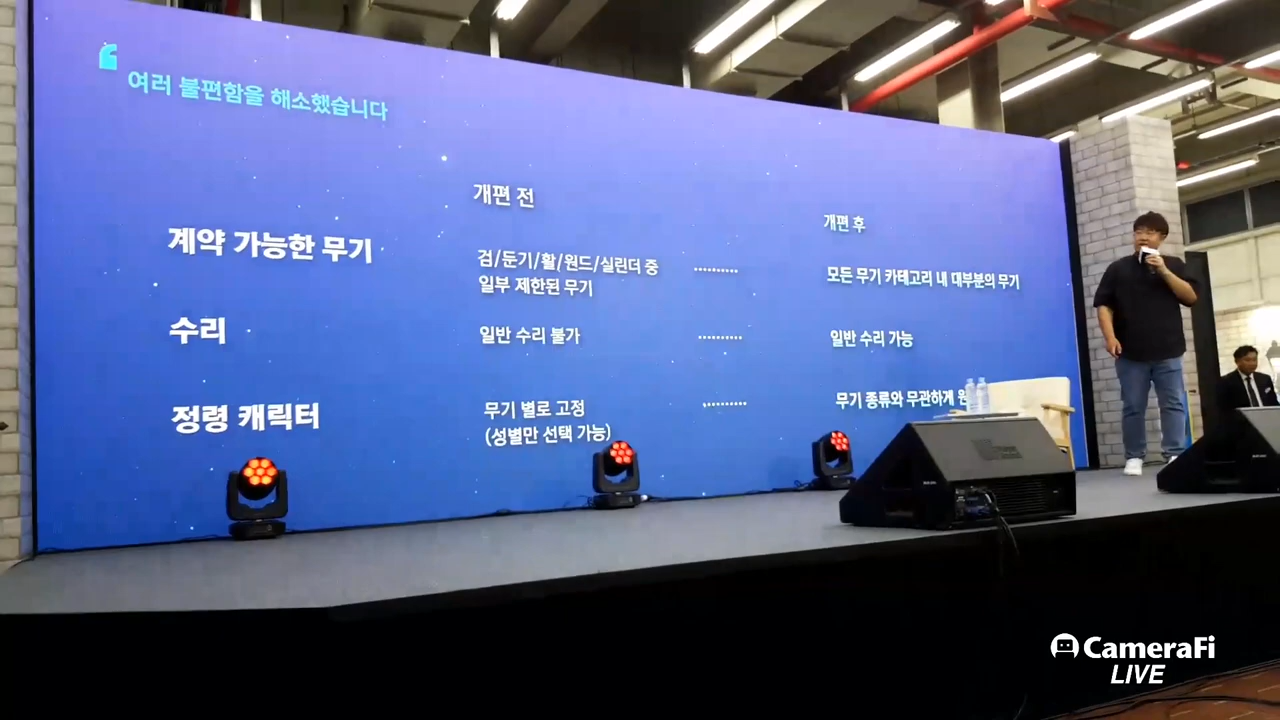 여러 불편함을 해소했습니다
개편 전
개편 후
계약 가능한 무기
검/둔기/활/원드/실린더 중
일부 제한된 무기
모든 무기 카테고리 내 대부분의 무기
수리
일반 수리 불가
일반 수리 가능
정령 캐릭터
무기 별로 고정
(성별만 선택 가능)
무기 종류와 무관하게
CameraFi
LIVE